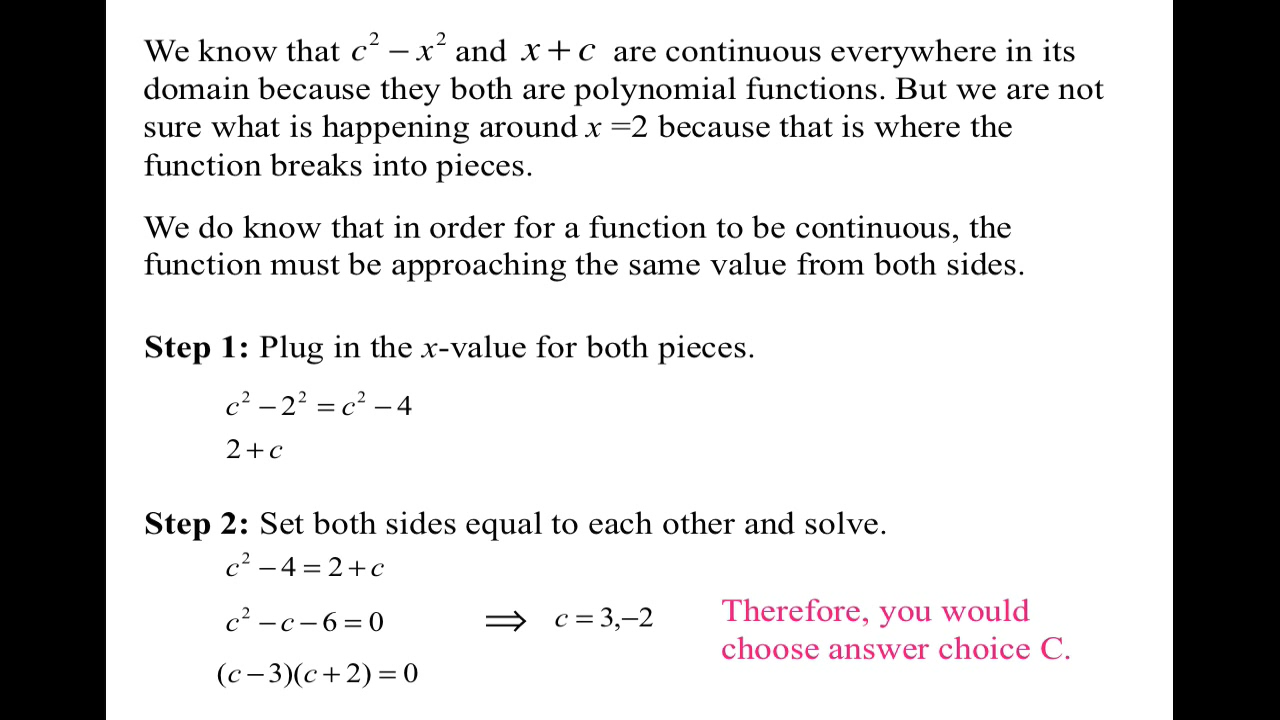 We know that c² − x² and x + c are continuous everywhere in its
domain because they both are polynomial functions. But we are not
sure what is happening around x =2 because that is where the
function breaks into pieces.
We do know that in order for a function to be continuous, the
function must be approaching the same value from both sides.
Step 1: Plug in the x-value for both pieces.
c² − 2² = c² − 4
2 + c
Step 2: Set both sides equal to each other and solve.
c² − 4 = 2 + c
c² − c − 6 = 0 ⟹ c = 3,−2
(c − 3)(c + 2) = 0
Therefore, you would
choose answer choice C.